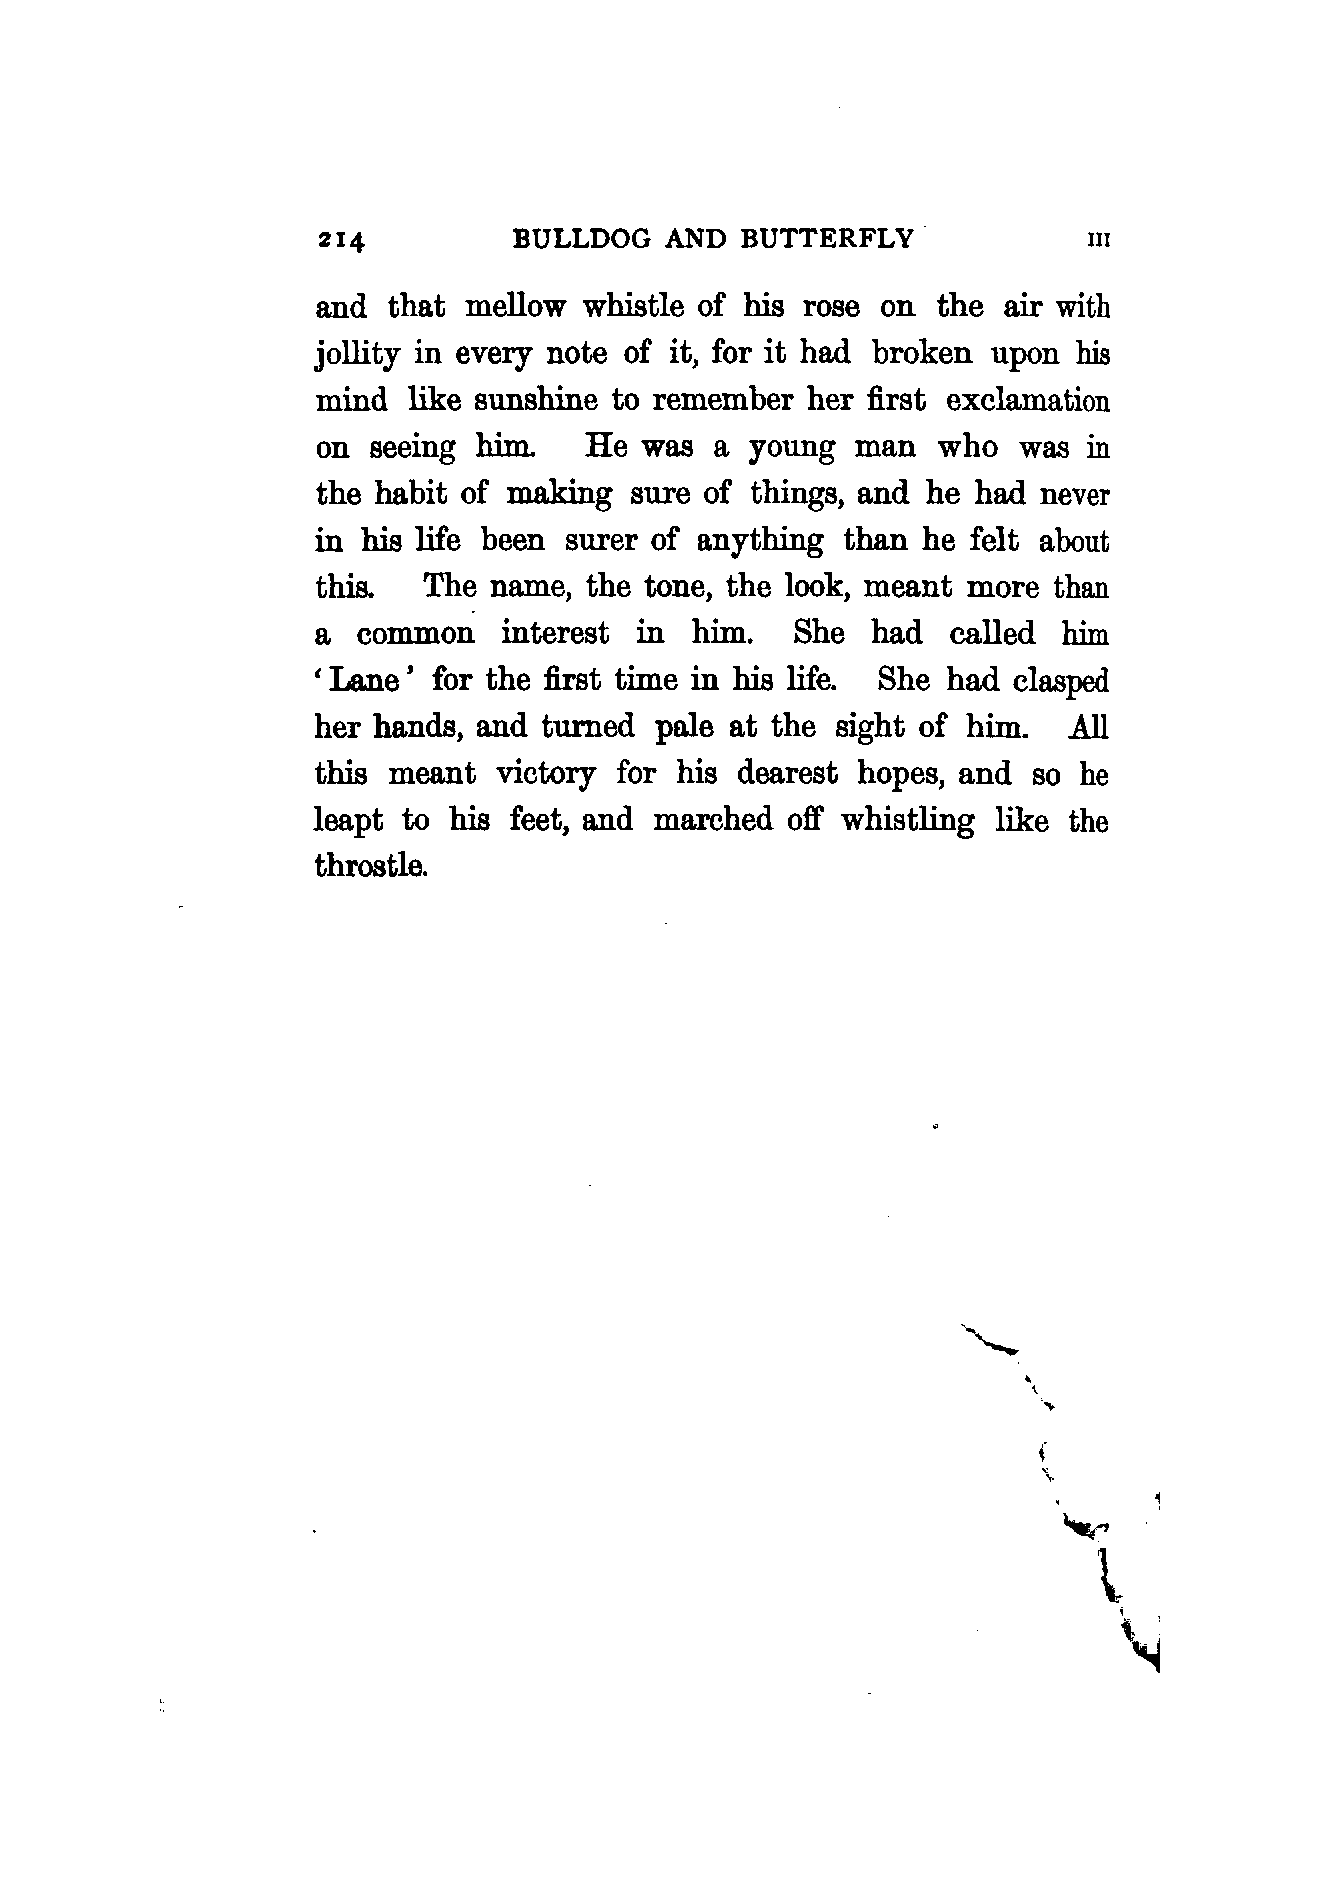 214 BULLDOG AND BUTTERFLY III
and that mellow whistle of his rose on the air with
jollity in every note of it, for it had broken upon his
mind like sunshine to remember her first exclamation
on seeing him. He was a young man who was in
the habit of making sure of things, and he had never
in his life been surer of anything than he felt about
this. The name, the tone, the look, meant more than
a common interest in him. She had called him
‘Lane’ for the first time in his life. She had clasped
her hands, and turned pale at the sight of him. All
this meant victory for his dearest hopes, and so he
leapt to his feet, and marched off whistling like the
throstle.